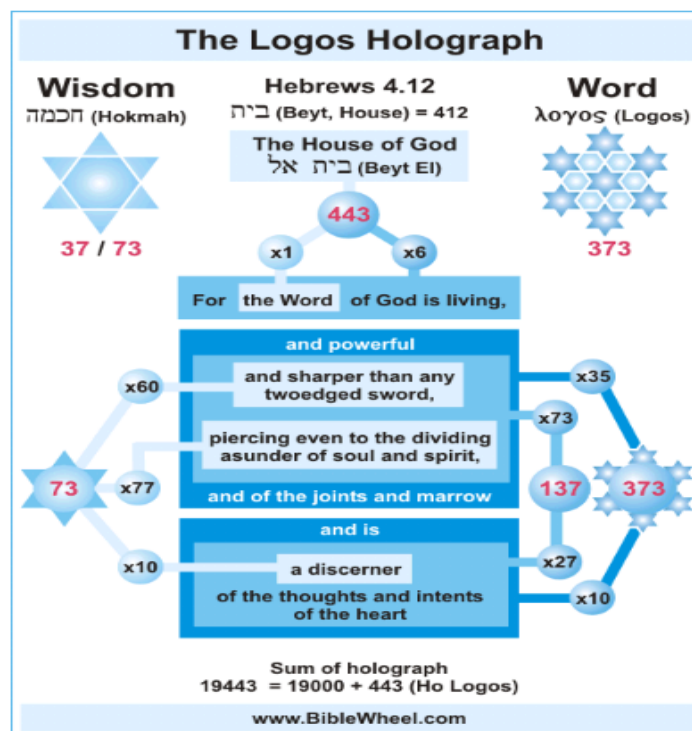 The Logos Holograph
Wisdom
חכמה (Hokmah)
37 / 73
Hebrews 4.12
בית (Beyt, House) = 412
The House of God
בית אל (Beyt El)
Word
λογος (Logos)
373
443
x1
x6
For the Word of God is living,
and powerful
and sharper than any
twoedged sword,
piercing even to the dividing
asunder of soul and spirit,
and of the joints and marrow
and is
a discerner
of the thoughts and intents
of the heart
x60
73
x77
x10
x35
x73
137
373
x27
x10
Sum of holograph
19443 = 19000 + 443 (Ho Logos)
www.BibleWheel.com